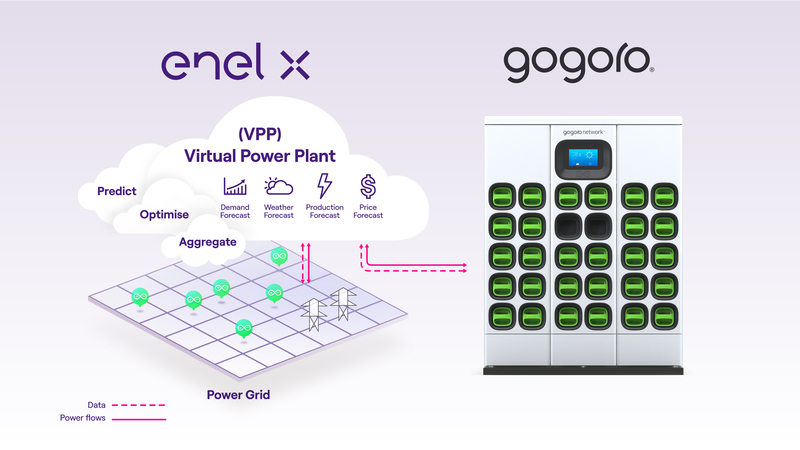 enel x
gogoro®
(VPP)
Virtual Power Plant
Predict
Optimise
Aggregate
Demand
Forecast
Weather
Forecast
Production
Forecast
Price
Forecast
gogoro network™
Power Grid
Data
Power flows